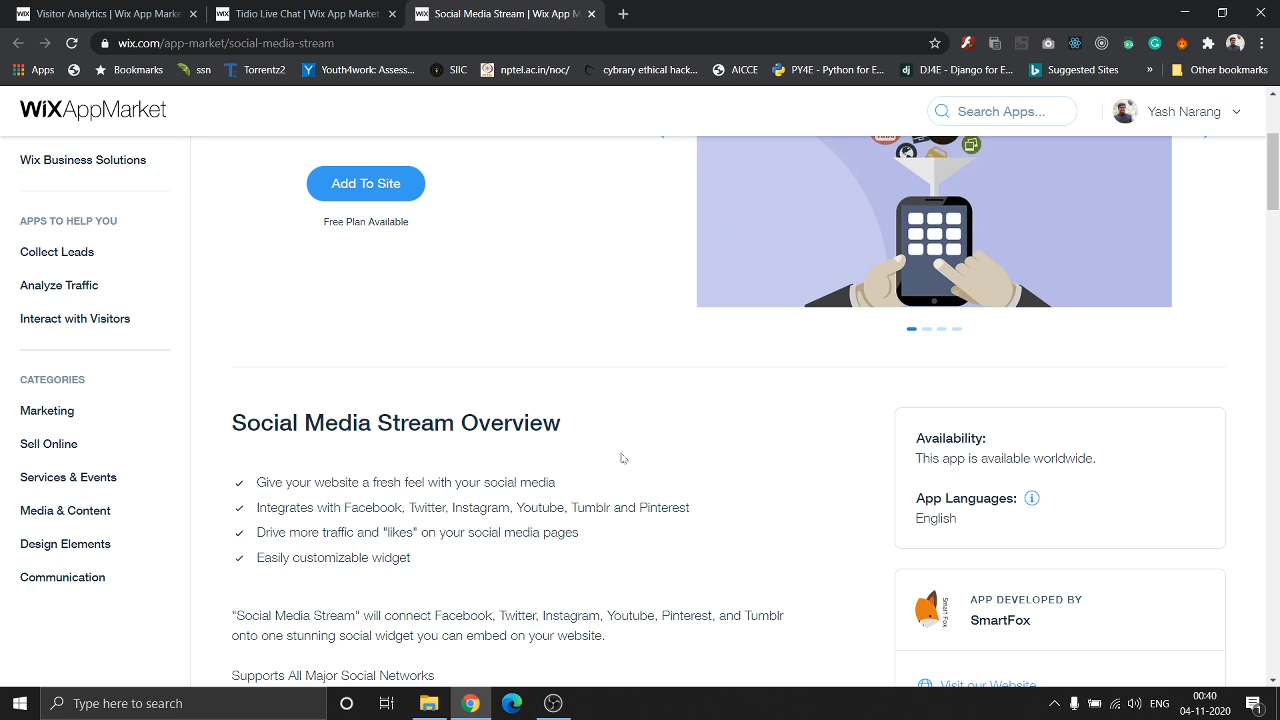 Visitor Analytics | Wix App Marke
Tidio Live Chat | Wix App Market
Social Media Stream | Wix App M
wix.com/app-market/social-media-stream
Apps Bookmarks ssn Torrentz2 Youth4work Assess... SIIC nptel.ac.in/noc/ cybrary ethical hack... AICCE PY4E - Python for E... DJ4E - Django for E... Suggested Sites » Other bookmarks
WiX AppMarket
Search Apps...
Yash Narang
Wix Business Solutions
APPS TO HELP YOU
Collect Leads
Analyze Traffic
Interact with Visitors
CATEGORIES
Marketing
Sell Online
Services & Events
Media & Content
Design Elements
Communication
Add To Site
Free Plan Available
Social Media Stream Overview
Give your website a fresh feel with your social media
Integrates with Facebook, Twitter, Instagram, Youtube, Tumblr and Pinterest
Drive more traffic and "likes" on your social media pages
Easily customizable widget
"Social Media Stream" will connect Facebook, Twitter, Instagram, Youtube, Pinterest, and Tumblr
onto one stunning social widget you can embed on your website.
Supports All Major Social Networks
Availability:
This app is available worldwide.
App Languages:
English
Smart Fox
APP DEVELOPED BY
SmartFox
Visit our Website
Type here to search
ENG
00:40
04-11-2020